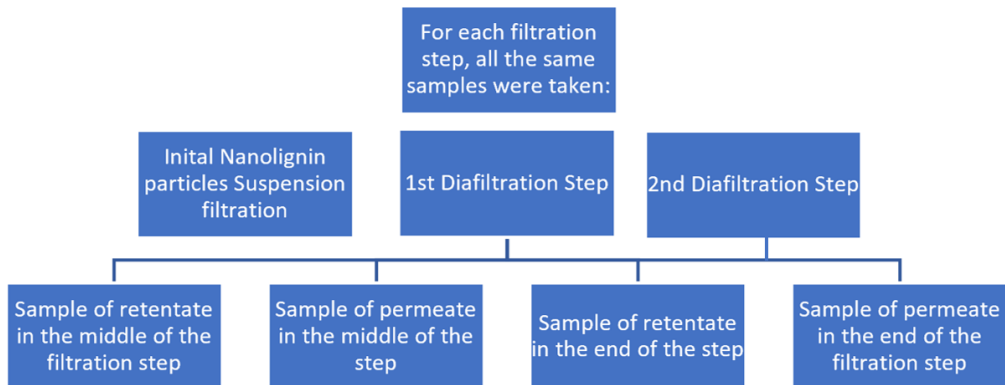 For each filtration
step, all the same
samples were taken:
Inital Nanolignin
particles Suspension
filtration
1st Diafiltration Step
2nd Diafiltration Step
Sample of retentate
in the middle of the
filtration step
Sample of permeate
in the middle of the
step
Sample of retentate
in the end of the step
Sample of permeate
in the end of the
filtration step